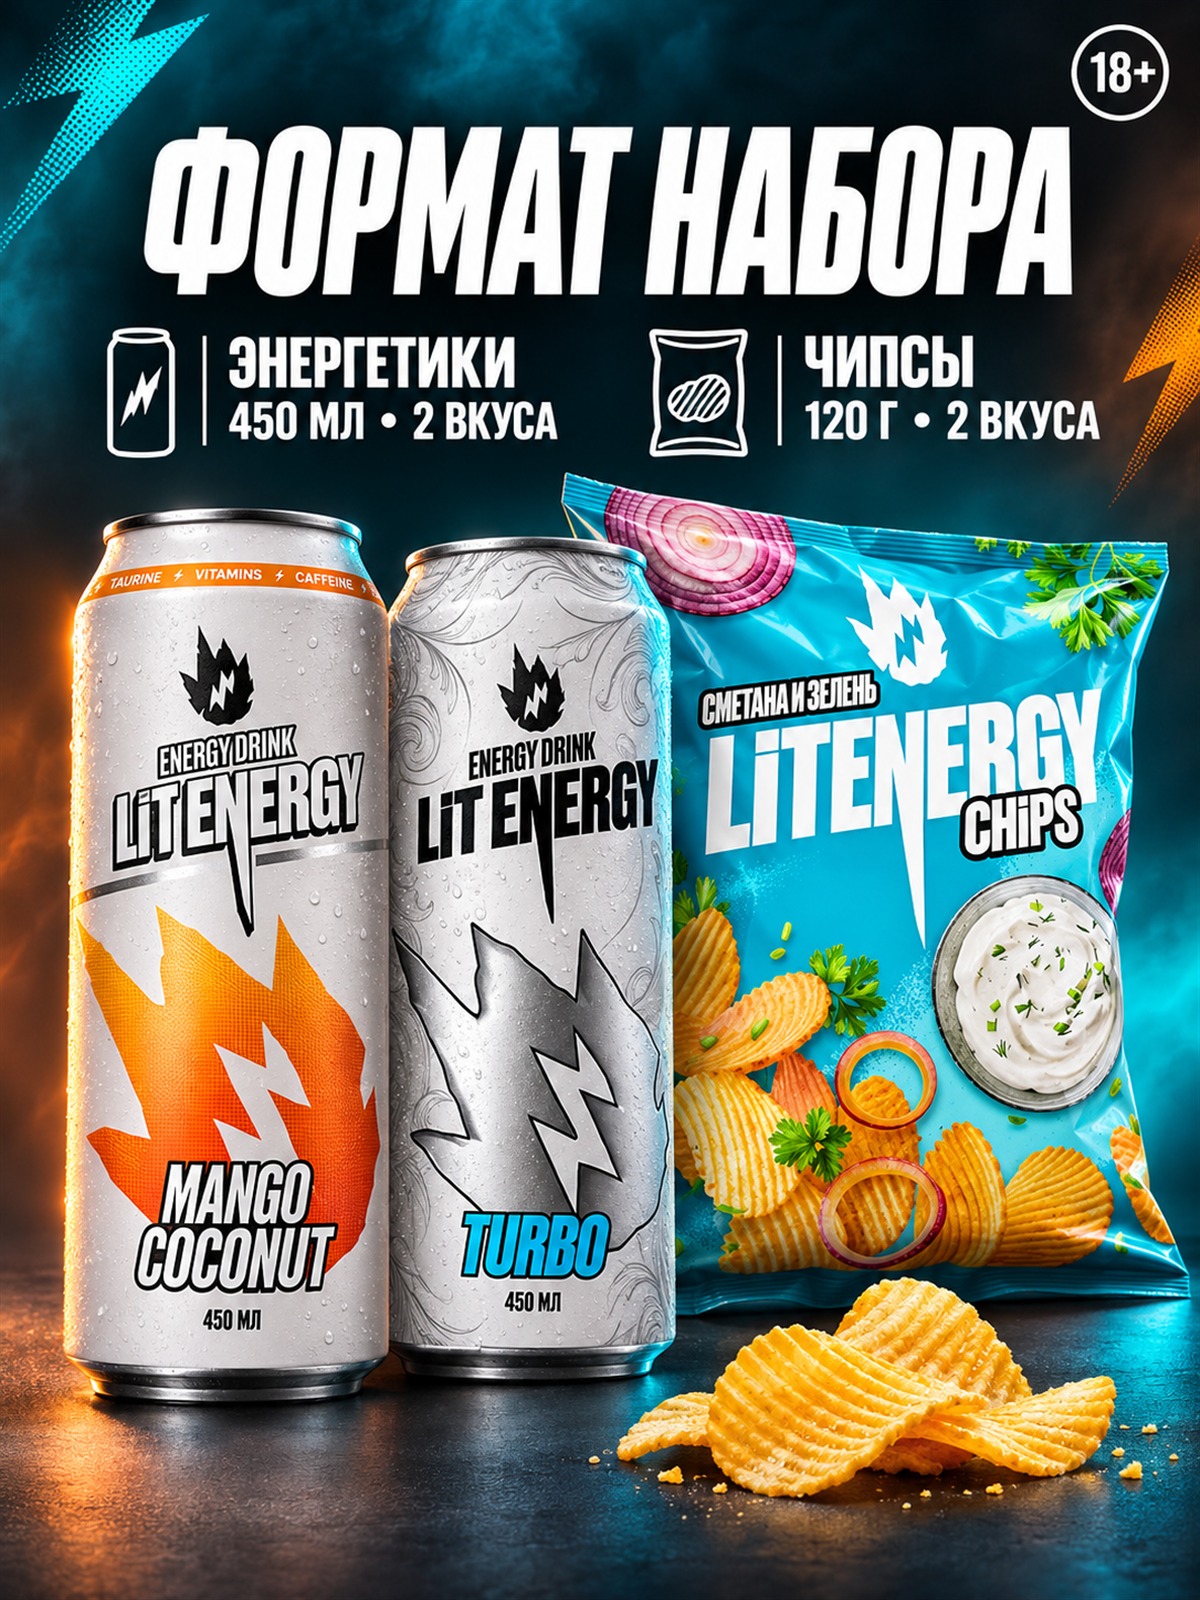 18+
ФОРМАТ НАБОРА
ЭНЕРГЕТИКИ
450 МЛ • 2 ВКУСА
ЧИПСЫ
120 Г • 2 ВКУСА
TAURINE VITAMINS CAFFEINE
ENERGY DRINK
LiT ENERGY
MANGO
COCONUT
450 МЛ
ENERGY DRINK
LiT ENERGY
TURBO
450 МЛ
СМЕТАНА И ЗЕЛЕНЬ
LiTENERGY
CHiPS